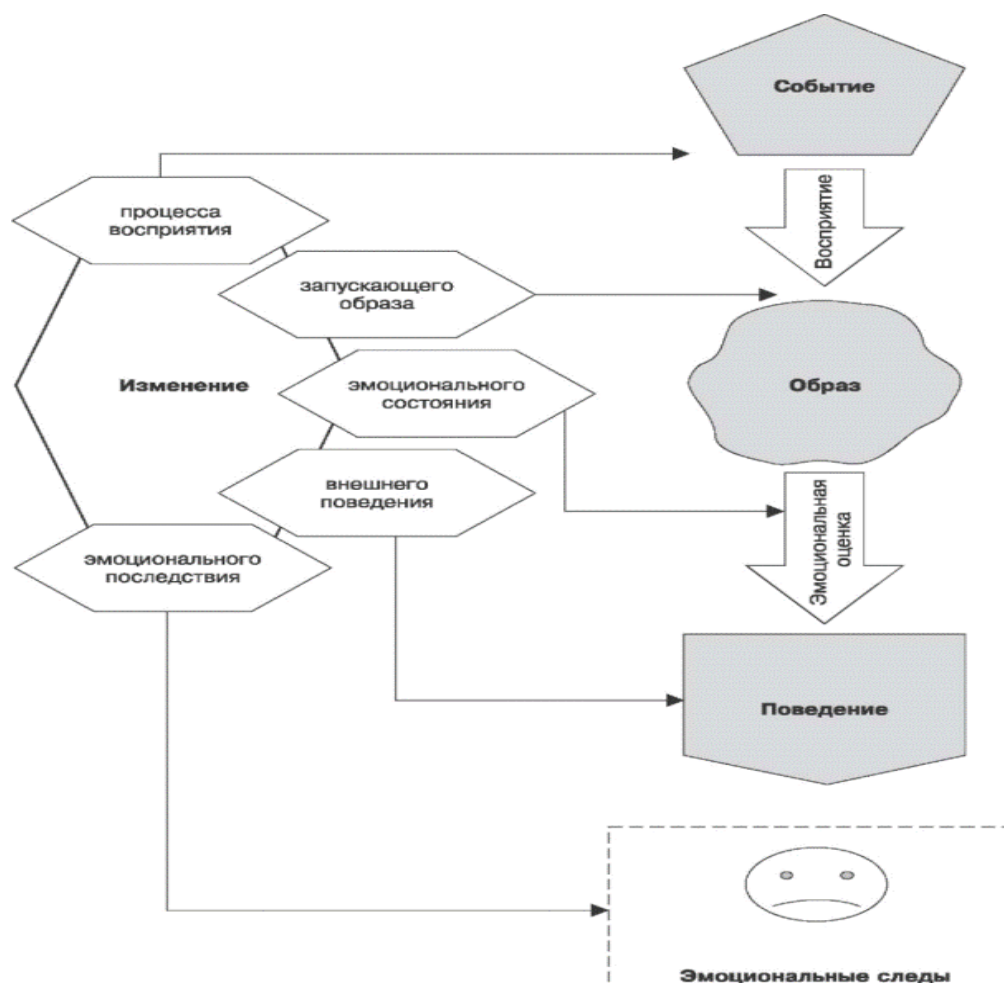 Событие
процесса
восприятия
Восприятие
запускающего
образа
Изменение
эмоционального
состояния
Образ
внешнего
поведения
Эмоциональная
оценка
эмоционального
последствия
Поведение
Эмоциональные следы